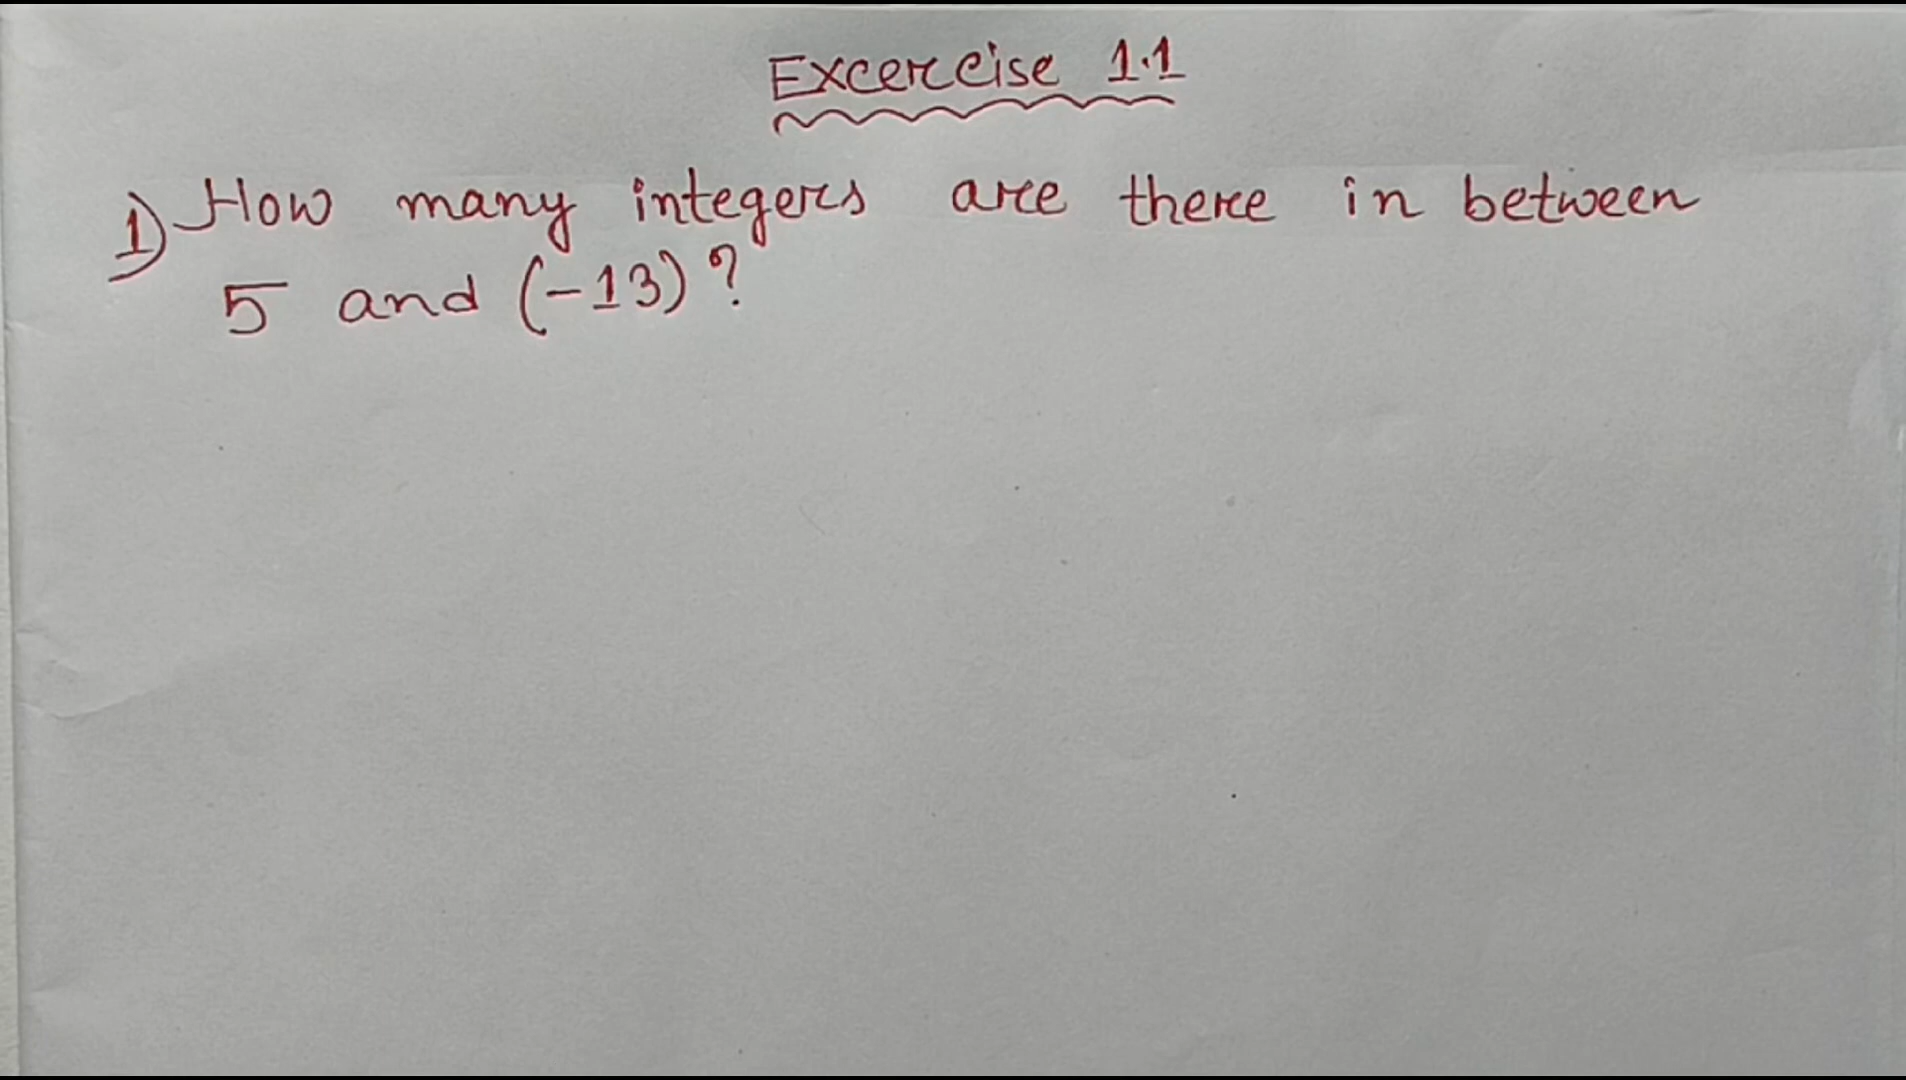 Excercise 1.1
1) How many integers are there in between
5 and (-13)?